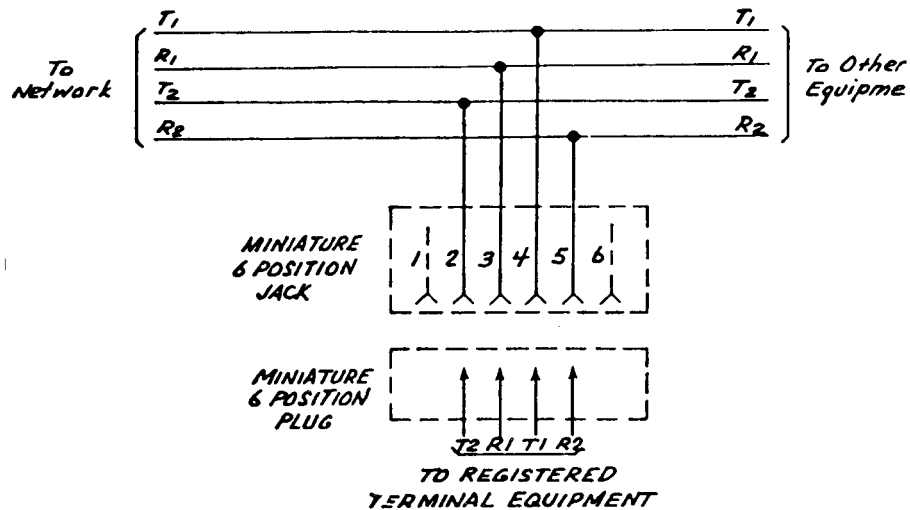 T1 T1
R1 R1
To Network
T2 T2
To Other Equipme
R2 R2
MINIATURE
6 POSITION
JACK
1 2 3 4 5 6
MINIATURE
6 POSITION
PLUG
T2 R1 T1 R2
TO REGISTERED
TERMINAL EQUIPMENT